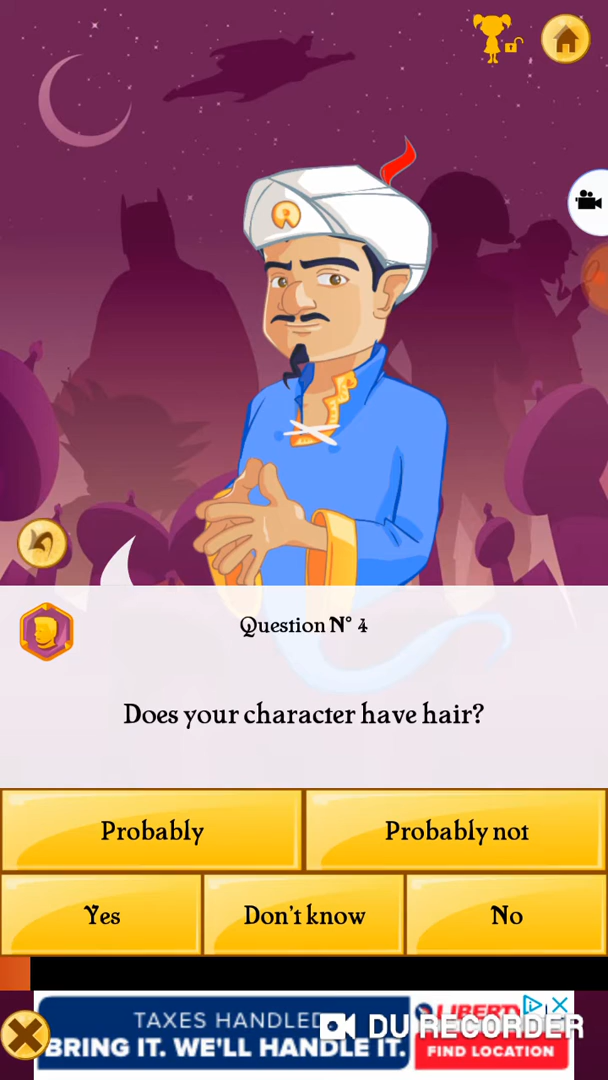 Question N° 4
Does your character have hair?
Probably
Probably not
Yes
Don't know
No
TAXES HANDLED
BRING IT. WE'LL HANDLE IT.
LIBERT
FIND LOCATION
DU RECORDER